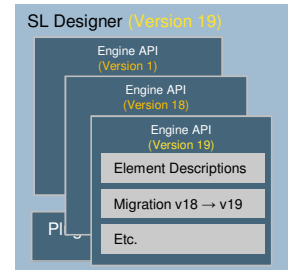 SL Designer (Version 19)
Engine API
(Version 1)
Engine API
(Version 18)
Engine API
(Version 19)
Element Descriptions
Migration v18 → v19
Etc.